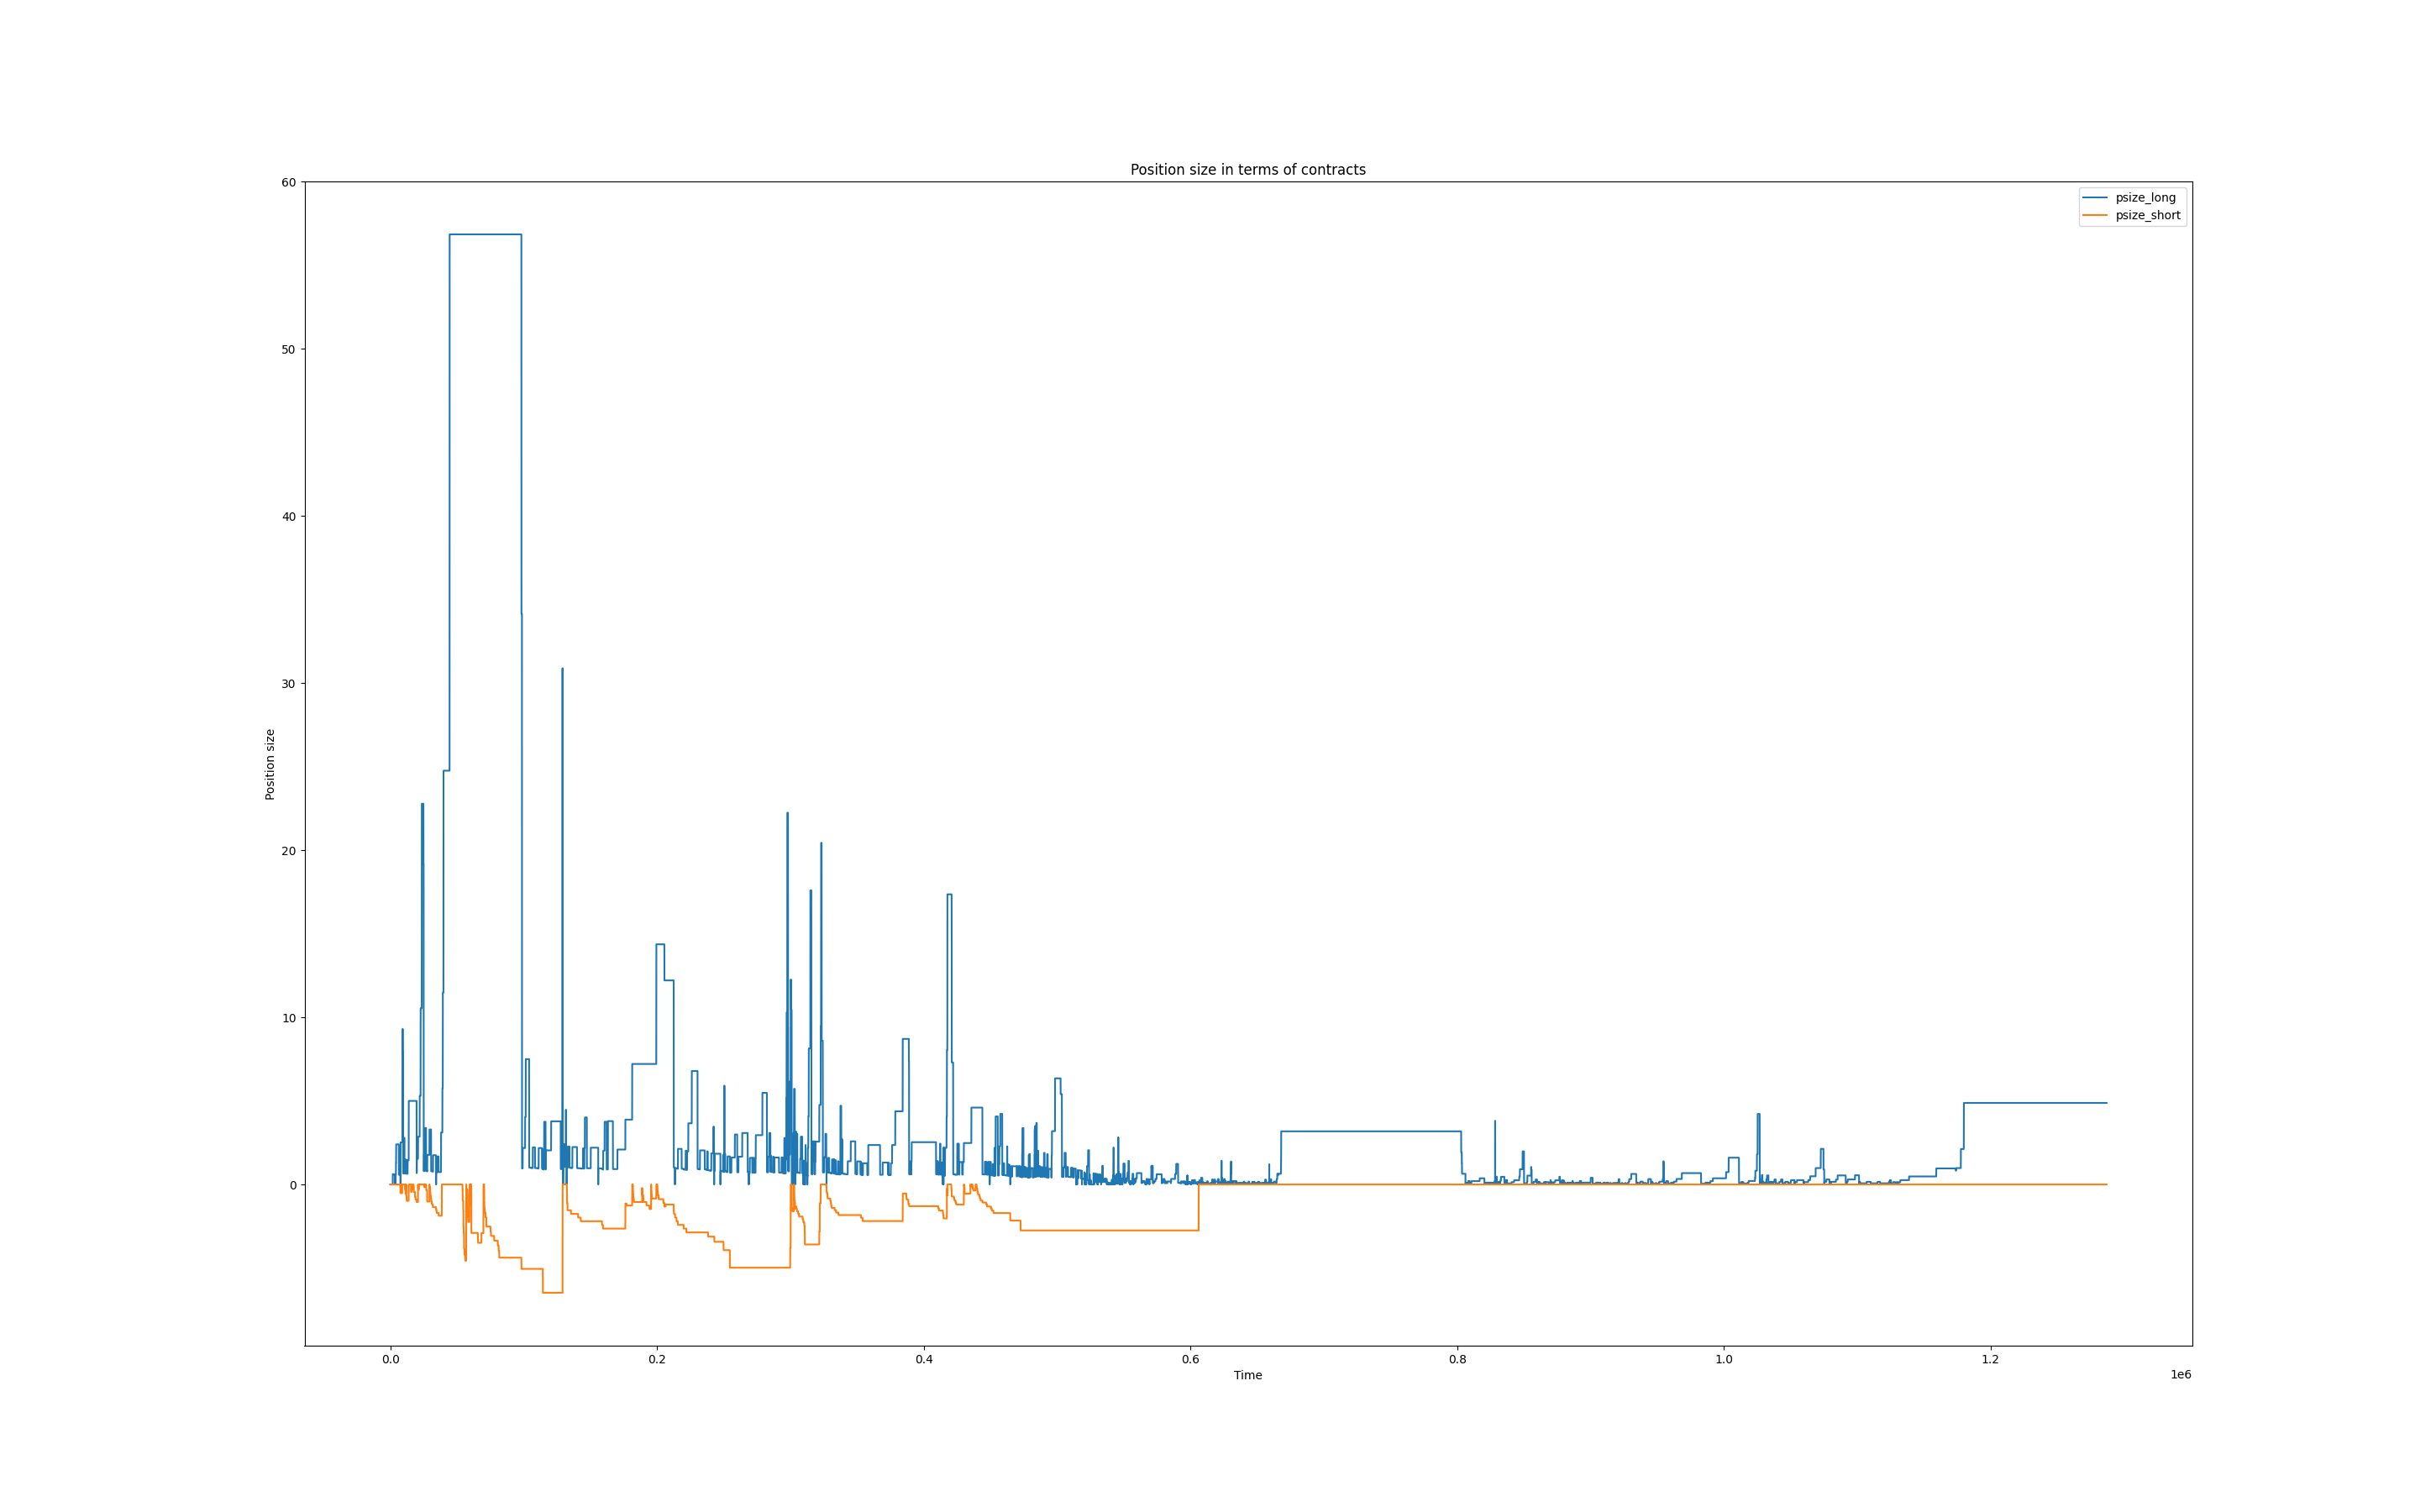 Position size in terms of contracts
psize_long
psize_short
60
50
40
30
20
10
0
Position size
0.0 0.2 0.4 0.6 0.8 1.0 1.2
Time
1e6